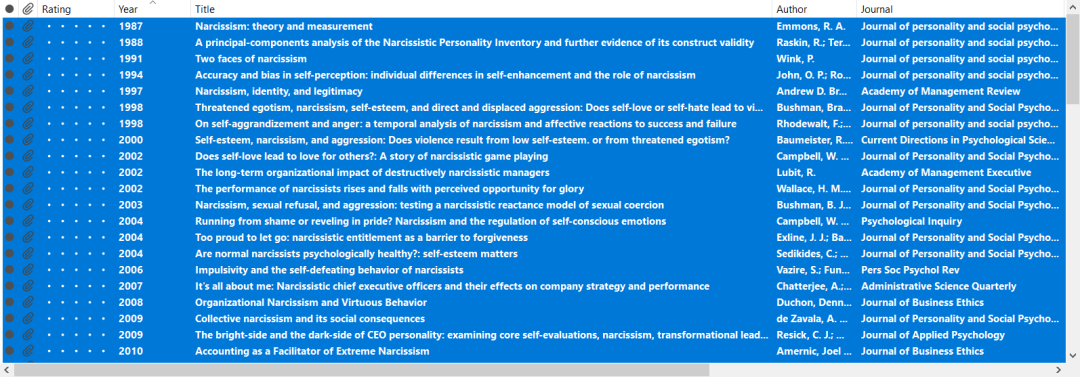 Rating Year Title Author Journal
1987 Narcissism: theory and measurement Emmons, R. A. Journal of personality and social psycho...
1988 A principal-components analysis of the Narcissistic Personality Inventory and further evidence of its construct validity Raskin, R.; Ter... Journal of personality and social psycho...
1991 Two faces of narcissism Wink, P. Journal of personality and social psycho...
1994 Accuracy and bias in self-perception: individual differences in self-enhancement and the role of narcissism John, O. P.; Ro... Journal of personality and social psycho...
1997 Narcissism, identity, and legitimacy Andrew D. Br... Academy of Management Review
1998 Threatened egotism, narcissism, self-esteem, and direct and displaced aggression: Does self-love or self-hate lead to vi... Bushman, Bra... Journal of Personality and Social Psycho...
1998 On self-aggrandizement and anger: a temporal analysis of narcissism and affective reactions to success and failure Rhodewalt, F.;... Journal of personality and social psycho...
2000 Self-esteem, narcissism, and aggression: Does violence result from low self-esteem. or from threatened egotism? Baumeister, R.... Current Directions in Psychological Scie...
2002 Does self-love lead to love for others?: A story of narcissistic game playing Campbell, W. ... Journal of Personality and Social Psycho...
2002 The long-term organizational impact of destructively narcissistic managers Lubit, R. Academy of Management Executive
2002 The performance of narcissists rises and falls with perceived opportunity for glory Wallace, H. M.... Journal of Personality and Social Psycho...
2003 Narcissism, sexual refusal, and aggression: testing a narcissistic reactance model of sexual coercion Bushman, B. J... Journal of Personality and Social Psycho...
2004 Running from shame or reveling in pride? Narcissism and the regulation of self-conscious emotions Campbell, W. ... Psychological Inquiry
2004 Too proud to let go: narcissistic entitlement as a barrier to forgiveness Exline, J. J.; Ba... Journal of Personality and Social Psycho...
2004 Are normal narcissists psychologically healthy?: self-esteem matters Sedikides, C.; ... Journal of Personality and Social Psycho...
2006 Impulsivity and the self-defeating behavior of narcissists Vazire, S.; Fun... Pers Soc Psychol Rev
2007 It's all about me: Narcissistic chief executive officers and their effects on company strategy and performance Chatterjee, A.;... Administrative Science Quarterly
2008 Organizational Narcissism and Virtuous Behavior Duchon, Denn... Journal of Business Ethics
2009 Collective narcissism and its social consequences de Zavala, A. ... Journal of Personality and Social Psycho...
2009 The bright-side and the dark-side of CEO personality: examining core self-evaluations, narcissism, transformational lead... Resick, C. J.; ... Journal of Applied Psychology
2010 Accounting as a Facilitator of Extreme Narcissism Amernic, Joel ... Journal of Business Ethics